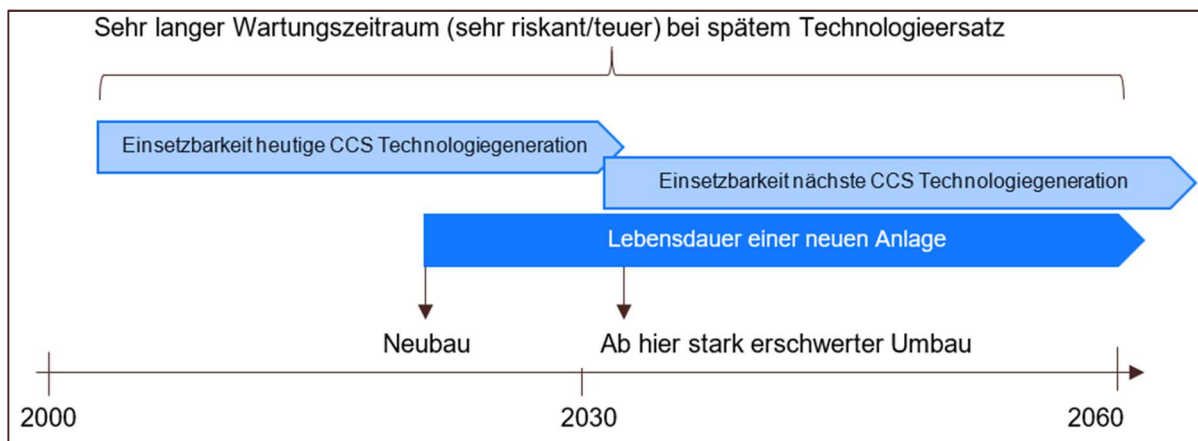 Sehr langer Wartungszeitraum (sehr riskant/teuer) bei spätem Technologieersatz
Einsetzbarkeit heutige CCS Technologiegeneration
Einsetzbarkeit nächste CCS Technologiegeneration
Lebensdauer einer neuen Anlage
Neubau
Ab hier stark erschwerter Umbau
2000
2030
2060